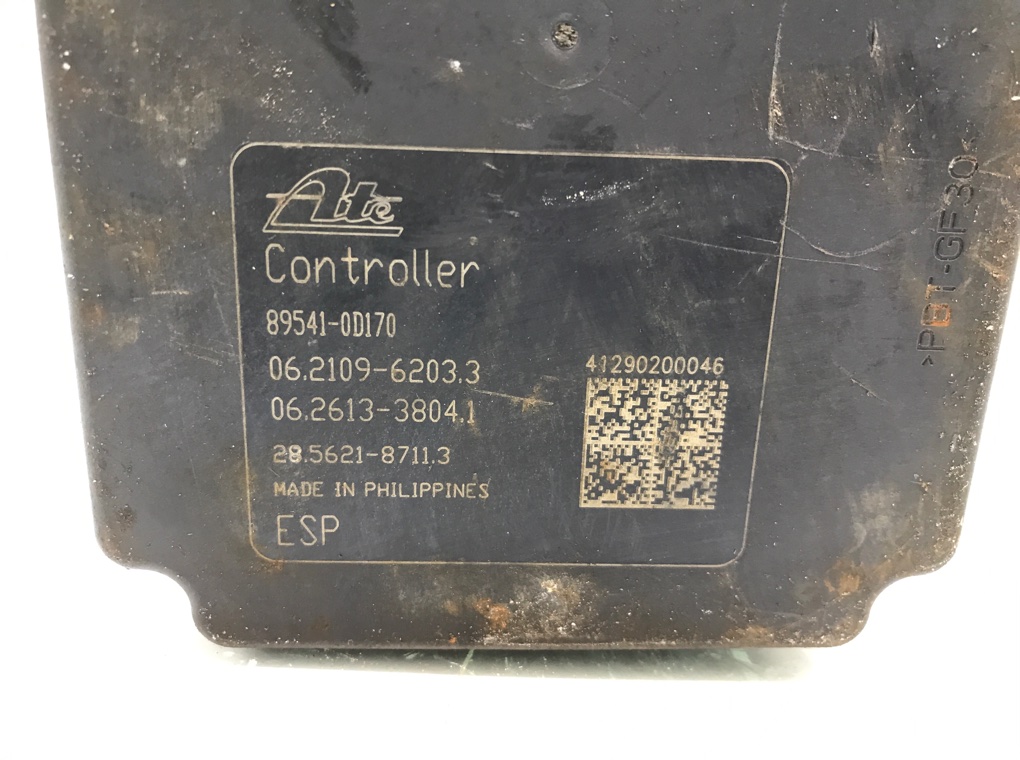 Ate
Controller
89541-0D170
06.2109-6203.3
06.2613-3804.1
28.5621-8711.3
MADE IN PHILIPPINES
ESP
41290200046
>PBT-GF30<